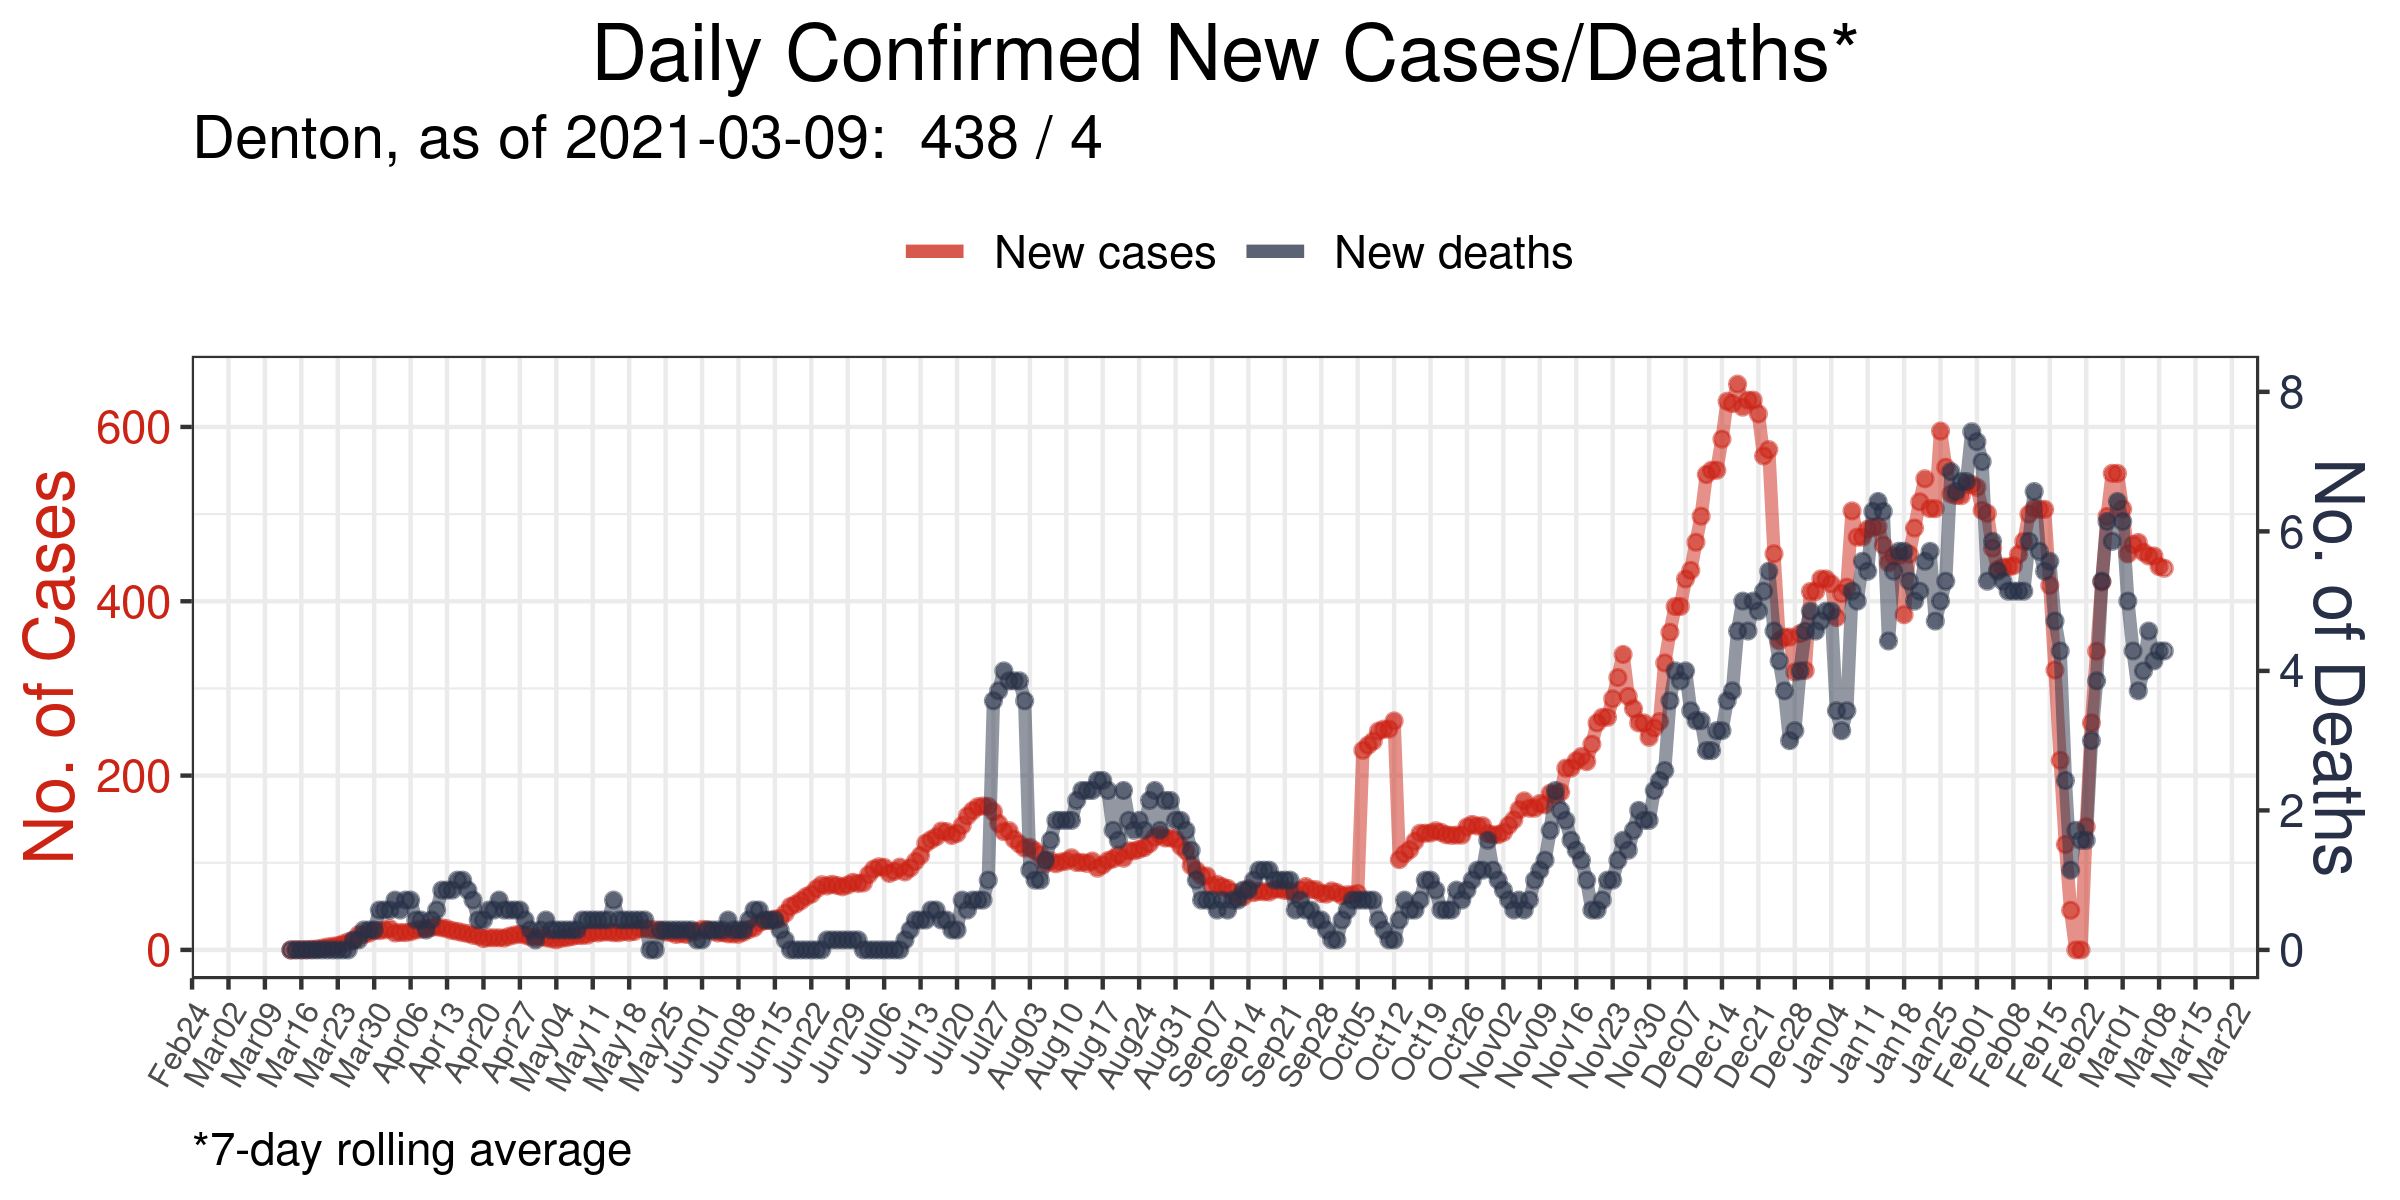 Daily Confirmed New Cases/Deaths*
Denton, as of 2021-03-09:  438 / 4
New cases
New deaths
No. of Cases
600
400
200
0
No. of Deaths
8
6
4
2
0
Feb24
Mar02
Mar09
Mar16
Mar23
Mar30
Apr06
Apr13
Apr20
Apr27
May04
May11
May18
May25
Jun01
Jun08
Jun15
Jun22
Jun29
Jul06
Jul13
Jul20
Jul27
Aug03
Aug10
Aug17
Aug24
Aug31
Sep07
Sep14
Sep21
Sep28
Oct05
Oct12
Oct19
Oct26
Nov02
Nov09
Nov16
Nov23
Nov30
Dec07
Dec14
Dec21
Dec28
Jan04
Jan11
Jan18
Jan25
Feb01
Feb08
Feb15
Feb22
Mar01
Mar08
Mar15
Mar22
*7-day rolling average